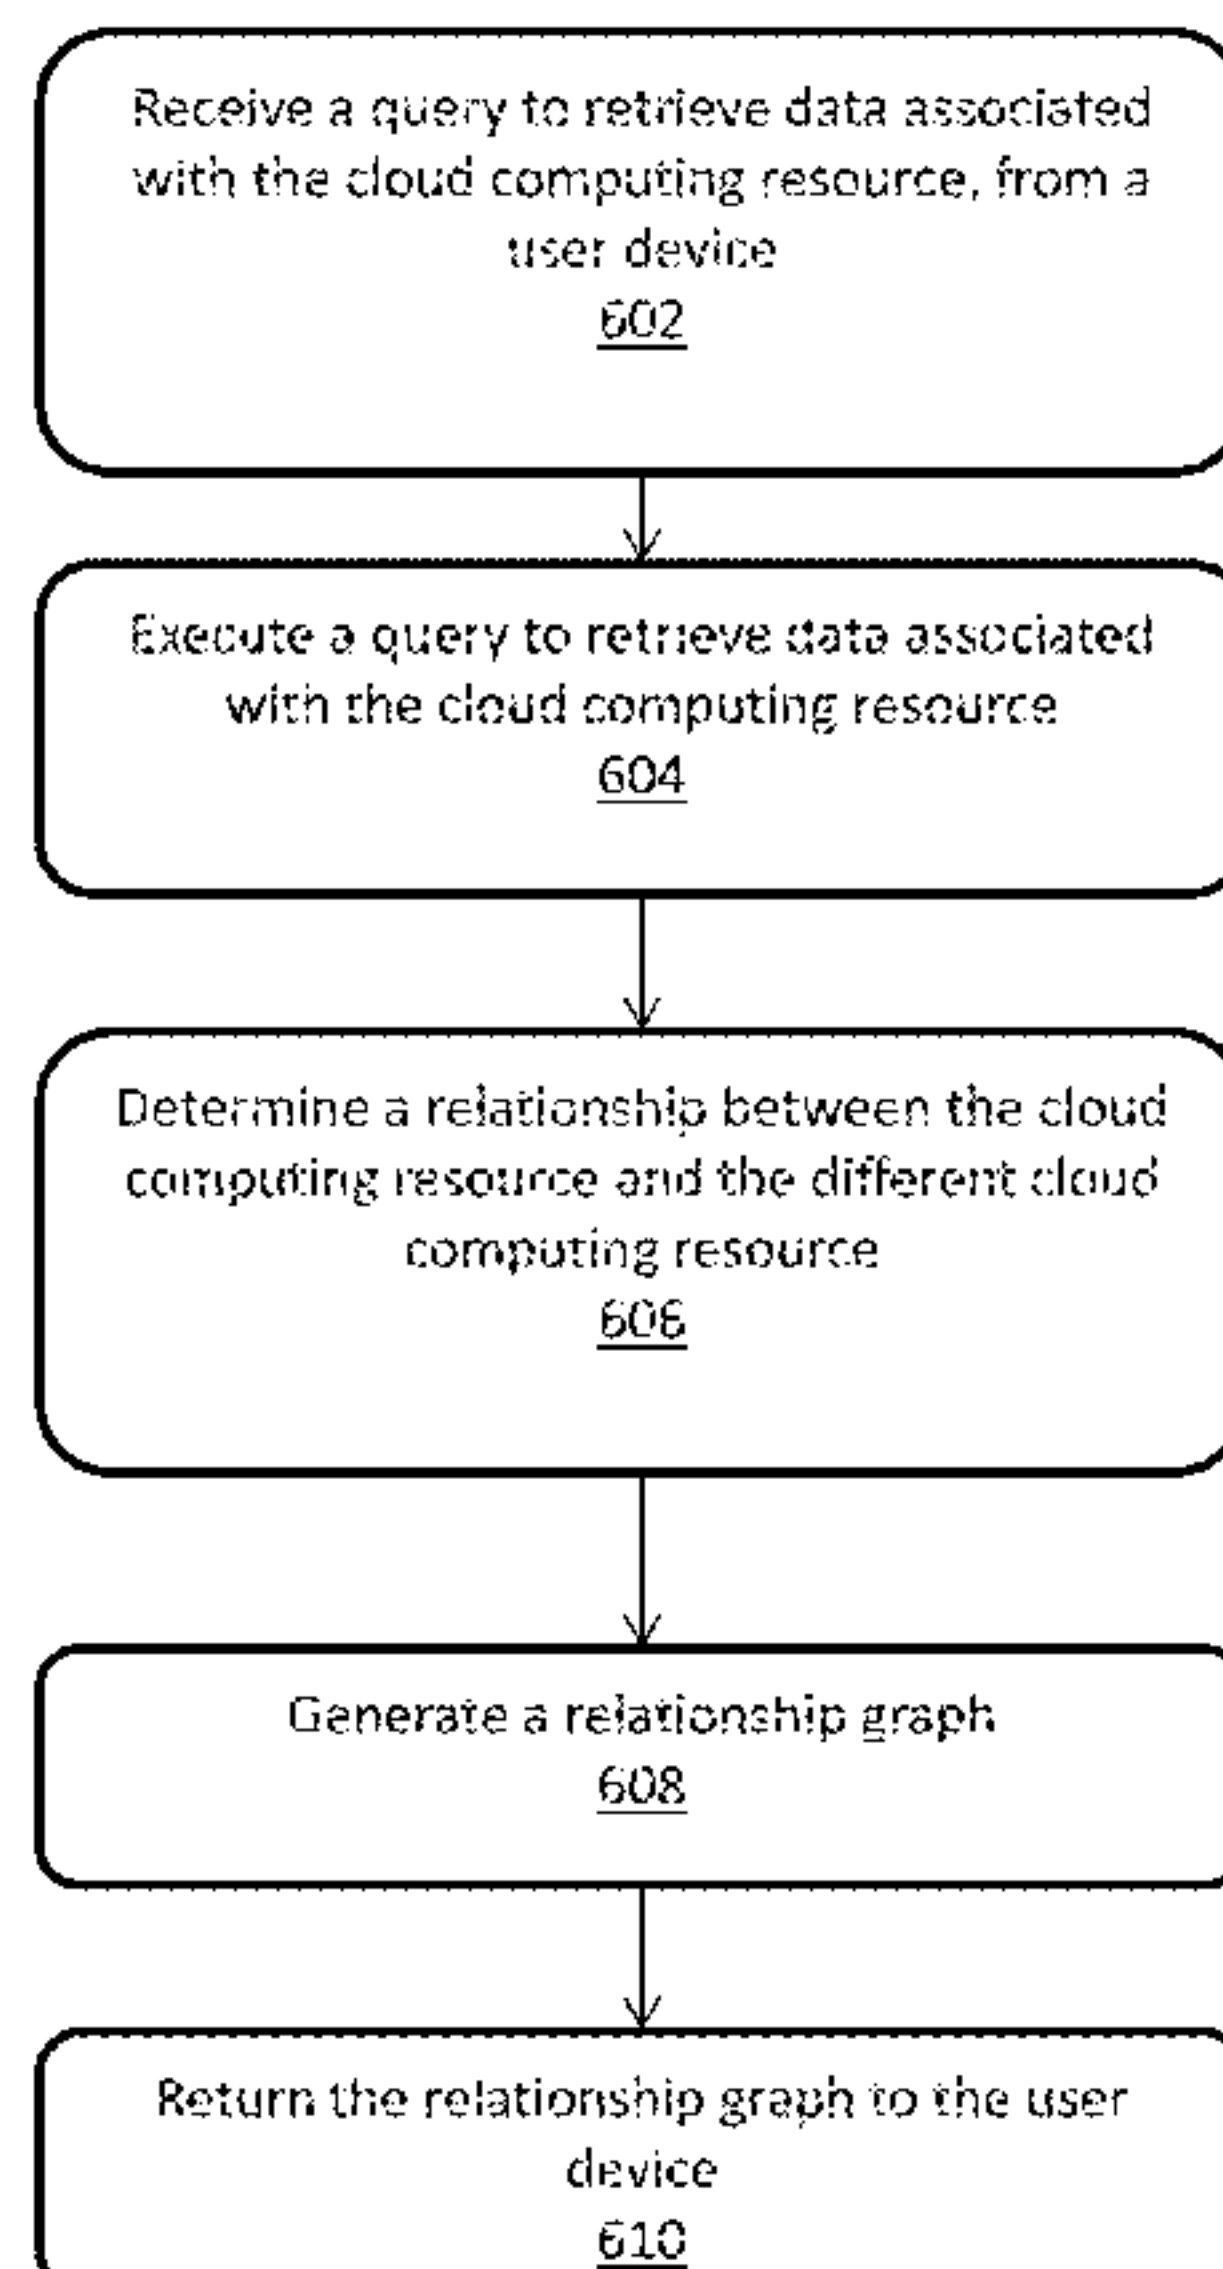 Receive a query to retrieve data associated
with the cloud computing resource, from a
user device
602
Execute a query to retrieve data associated
with the cloud computing resource
604
Determine a relationship between the cloud
computing resource and the different cloud
computing resource
606
Generate a relationship graph
608
Return the relationship graph to the user
device
610